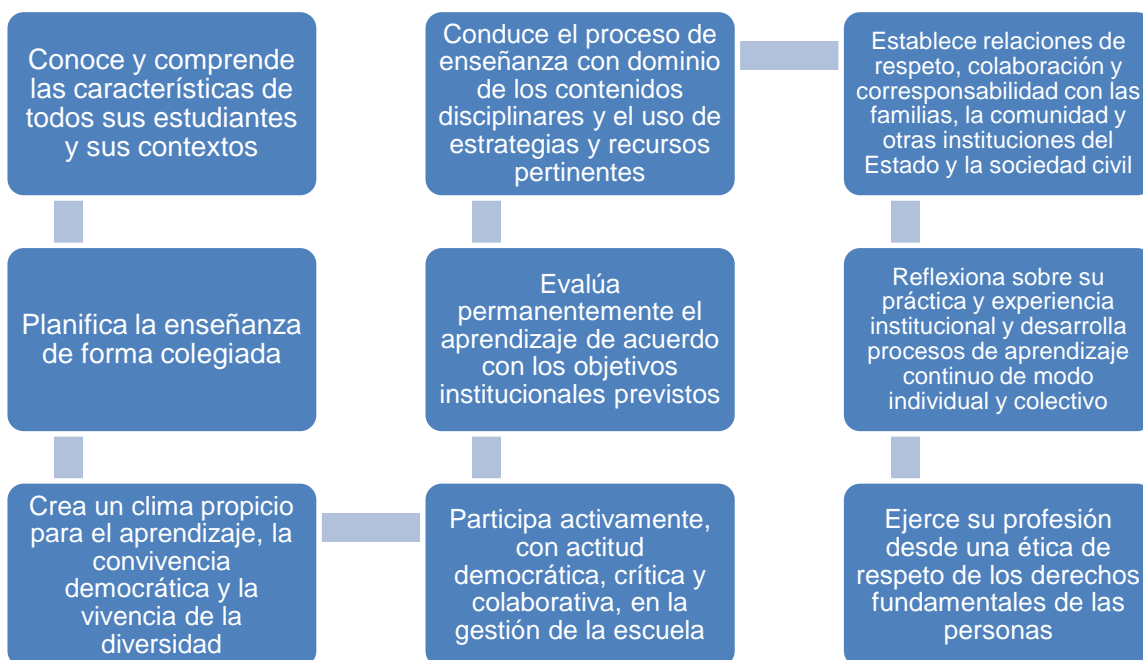 Conoce y comprende
las características de
todos sus estudiantes
y sus contextos
Planifica la enseñanza
de forma colegiada
Crea un clima propicio
para el aprendizaje, la
convivencia
democrática y la
vivencia de la
diversidad
Participa activamente,
con actitud
democrática, crítica y
colaborativa, en la
gestión de la escuela
Evalúa
permanentemente el
aprendizaje de acuerdo
con los objetivos
institucionales previstos
Conduce el proceso de
enseñanza con dominio
de los contenidos
disciplinares y el uso de
estrategias y recursos
pertinentes
Establece relaciones de
respeto, colaboración y
corresponsabilidad con las
familias, la comunidad y
otras instituciones del
Estado y la sociedad civil
Reflexiona sobre su
práctica y experiencia
institucional y desarrolla
procesos de aprendizaje
continuo de modo
individual y colectivo
Ejerce su profesión
desde una ética de
respeto de los derechos
fundamentales de las
personas